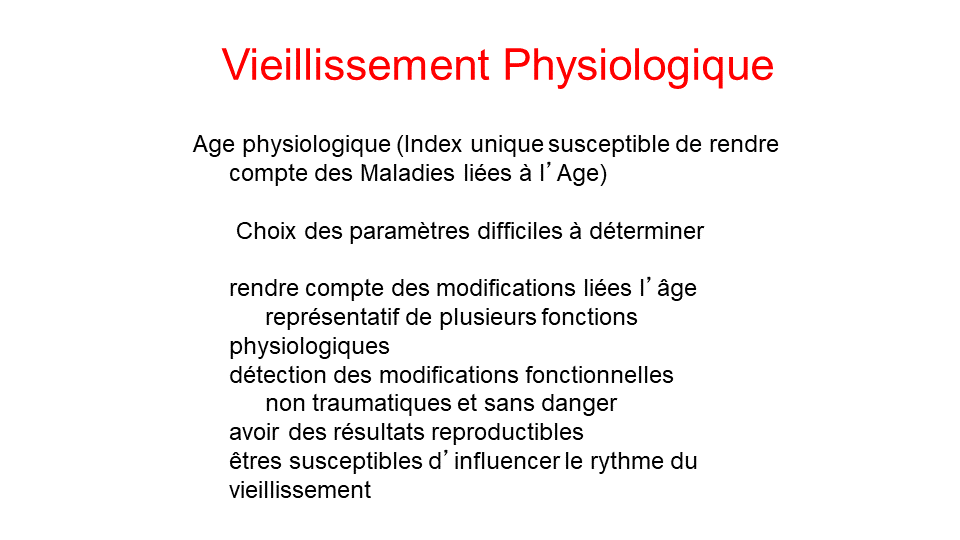 Vieillissement Physiologique
Age physiologique (Index unique susceptible de rendre
compte des Maladies liées à l’Age)
Choix des paramètres difficiles à déterminer
rendre compte des modifications liées l’âge
représentatif de plusieurs fonctions
physiologiques
détection des modifications fonctionnelles
non traumatiques et sans danger
avoir des résultats reproductibles
êtres susceptibles d’influencer le rythme du
vieillissement